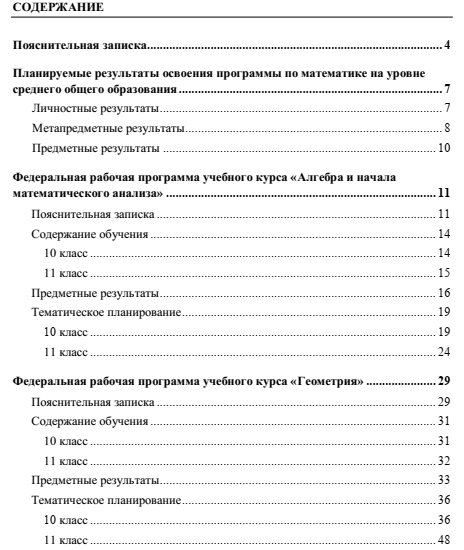 СОДЕРЖАНИЕ
Пояснительная записка.......................................................................................... 4
Планируемые результаты освоения программы по математике на уровне
среднего общего образования ................................................................................ 7
Личностные результаты..................................................................................... 7
Метапредметные результаты............................................................................. 8
Предметные результаты .................................................................................. 10
Федеральная рабочая программа учебного курса «Алгебра и начала
математического анализа» ................................................................................... 11
Пояснительная записка ................................................................................... 11
Содержание обучения ..................................................................................... 14
10 класс ......................................................................................................... 14
11 класс ......................................................................................................... 15
Предметные результаты................................................................................... 16
Тематическое планирование............................................................................ 19
10 класс ......................................................................................................... 19
11 класс ......................................................................................................... 24
Федеральная рабочая программа учебного курса «Геометрия» ...................... 29
Пояснительная записка ................................................................................... 29
Содержание обучения ..................................................................................... 31
10 класс ......................................................................................................... 31
11 класс ......................................................................................................... 32
Предметные результаты................................................................................... 33
Тематическое планирование............................................................................ 36
10 класс ......................................................................................................... 36
11 класс ......................................................................................................... 48